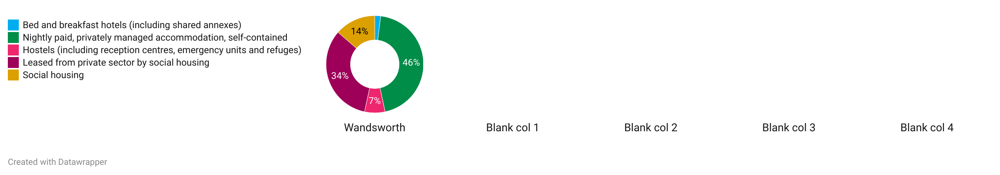 Bed and breakfast hotels (including shared annexes)
Nightly paid, privately managed accommodation, self-contained
Hostels (including reception centres, emergency units and refuges)
Leased from private sector by social housing
Social housing
14%
46%
34%
7%
Wandsworth
Blank col 1
Blank col 2
Blank col 3
Blank col 4
Created with Datawrapper